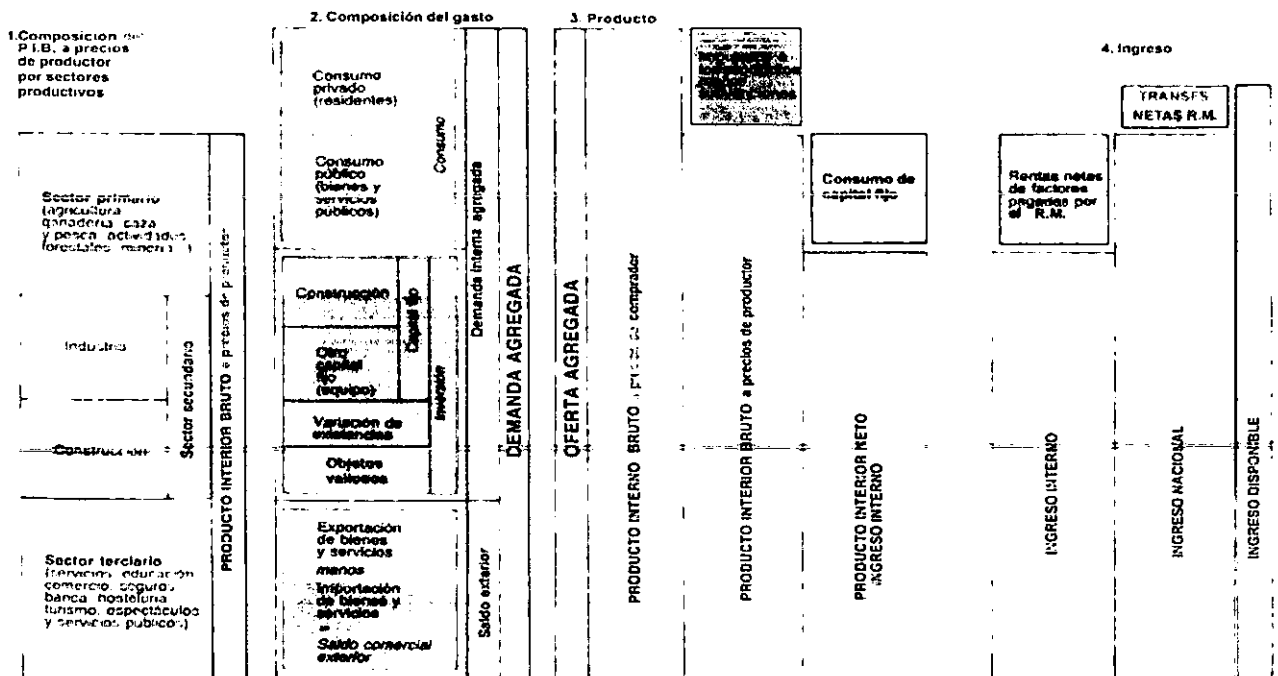 1.Composición del
P.I.B. a precios
de productor
por sectores
productivos
Sector primario
(agricultura
ganadería caza
y pesca actividades
forestales minería )
Industria
Construcción
Sector secundario
Sector terciario
(servicios educación
comercio, seguros
banca hostelería
turismo, espectáculos
y servicios públicos)
PRODUCTO INTERIOR BRUTO a precios de productor
2. Composición del gasto
Consumo
privado
(residentes)
Consumo
público
(bienes y
servicios
públicos)
Consumo
Construcción
Otro
capital
fijo
(equipo)
Capital fijo
Variación de
existencias
Objetos
valiosos
Inversión
Demanda interna agregada
Exportación
de bienes
y servicios
menos
Importación
de bienes y
servicios
=
Saldo comercial
exterior
Saldo exterior
DEMANDA AGREGADA
3. Producto
OFERTA AGREGADA
PRODUCTO INTERNO BRUTO a precios de comprador
PRODUCTO INTERIOR BRUTO a precios de productor
Consumo de
capital fijo
PRODUCTO INTERIOR NETO
INGRESO INTERNO
4. Ingreso
Rentas netas
de factores
pagadas por
el R.M.
INGRESO INTERNO
TRANSFS
NETAS R.M.
INGRESO NACIONAL
INGRESO DISPONIBLE